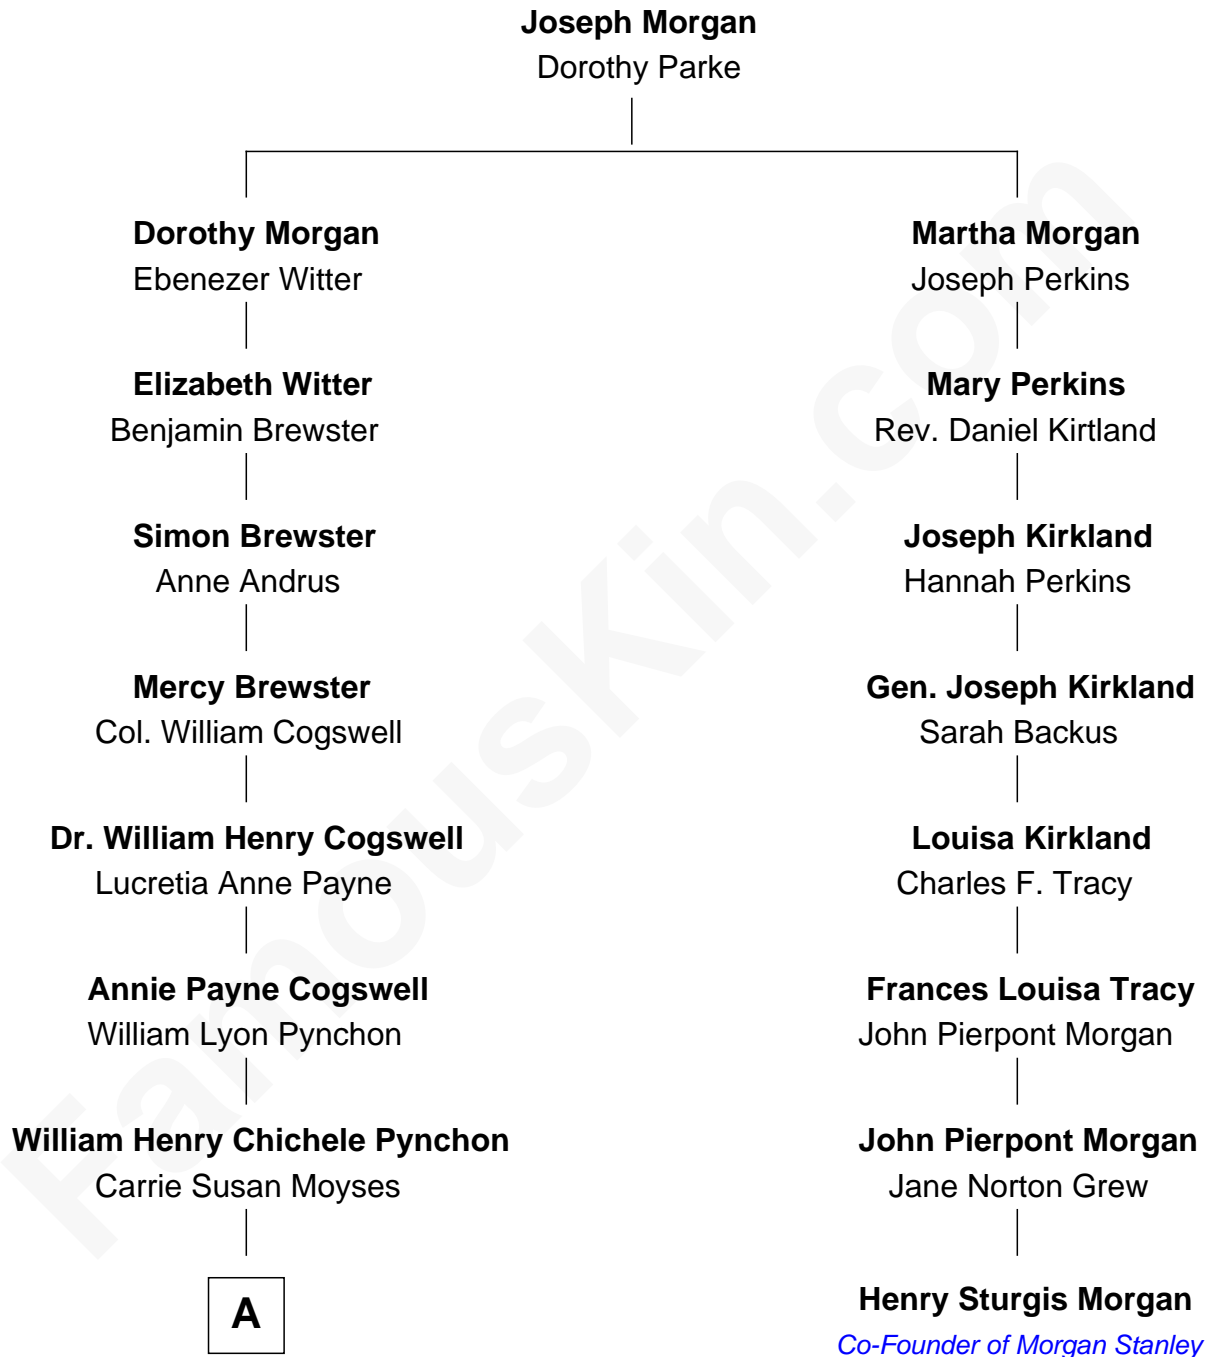 Joseph Morgan
Dorothy Parke
Dorothy Morgan
Ebenezer Witter
Elizabeth Witter
Benjamin Brewster
Simon Brewster
Anne Andrus
Mercy Brewster
Col. William Cogswell
Dr. William Henry Cogswell
Lucretia Anne Payne
Annie Payne Cogswell
William Lyon Pynchon
William Henry Chichele Pynchon
Carrie Susan Moyses
A
Martha Morgan
Joseph Perkins
Mary Perkins
Rev. Daniel Kirtland
Joseph Kirkland
Hannah Perkins
Gen. Joseph Kirkland
Sarah Backus
Louisa Kirkland
Charles F. Tracy
Frances Louisa Tracy
John Pierpont Morgan
John Pierpont Morgan
Jane Norton Grew
Henry Sturgis Morgan
Co-Founder of Morgan Stanley
FamousKin.com